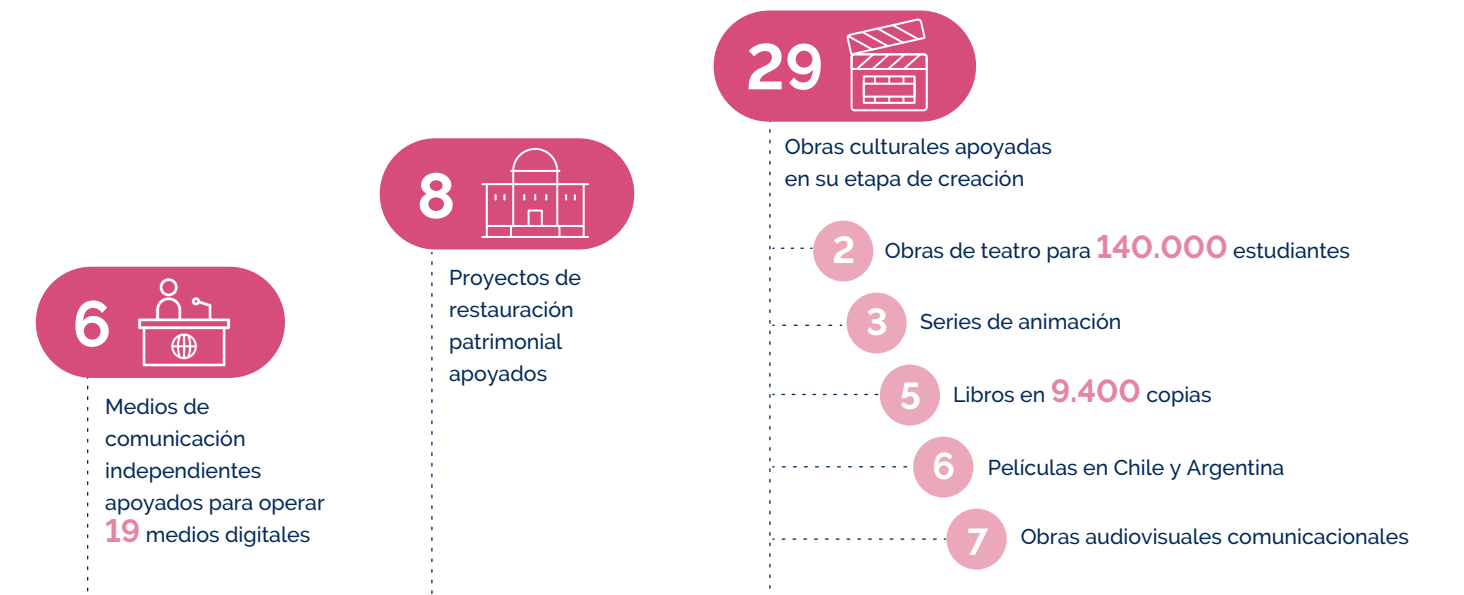 6
Medios de
comunicación
independientes
apoyados para operar
19 medios digitales
8
Proyectos de
restauración
patrimonial
apoyados
29
Obras culturales apoyadas
en su etapa de creación
2 Obras de teatro para 140.000 estudiantes
3 Series de animación
5 Libros en 9.400 copias
6 Películas en Chile y Argentina
7 Obras audiovisuales comunicacionales